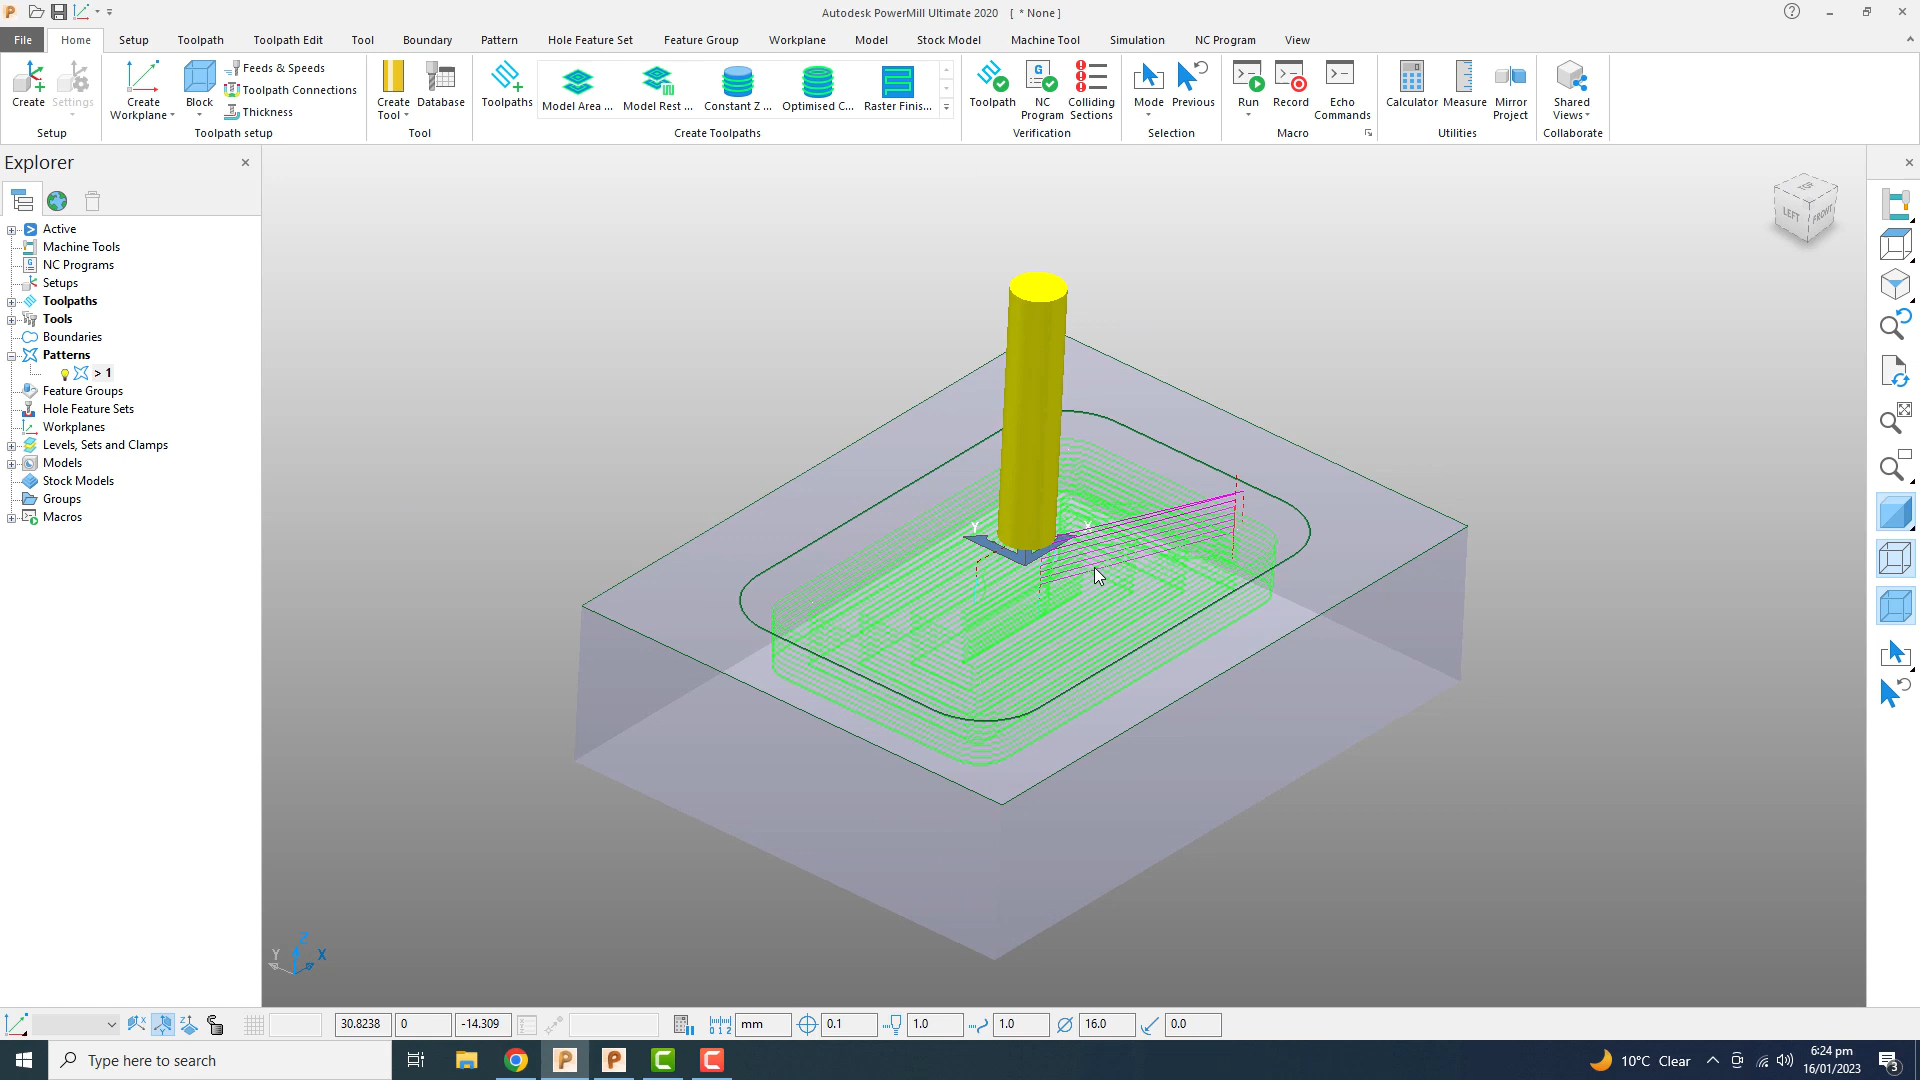 Autodesk PowerMill Ultimate 2020 [ * None ]
File Home Setup Toolpath Toolpath Edit Tool Boundary Pattern Hole Feature Set Feature Group Workplane Model Stock Model Machine Tool Simulation NC Program View
Create
Settings
Setup
Create Workplane
Block
Feeds & Speeds
Toolpath Connections
Thickness
Toolpath setup
Create Tool
Database
Tool
Toolpaths
Model Area ...
Model Rest ...
Constant Z ...
Optimised C...
Raster Finis...
Create Toolpaths
Toolpath
NC Program
Colliding Sections
Verification
Mode
Previous
Selection
Run
Record
Echo Commands
Macro
Calculator
Measure
Mirror Project
Utilities
Shared Views
Collaborate
Explorer
Active
Machine Tools
NC Programs
Setups
Toolpaths
Tools
Boundaries
Patterns
> 1
Feature Groups
Hole Feature Sets
Workplanes
Levels, Sets and Clamps
Models
Stock Models
Groups
Macros
TOP
LEFT
FRONT
Y X
Z
Y X
30.8238 0 -14.309 mm 0.1 1.0 1.0 16.0 0.0
Type here to search
10°C Clear
6:24 pm
16/01/2023
3